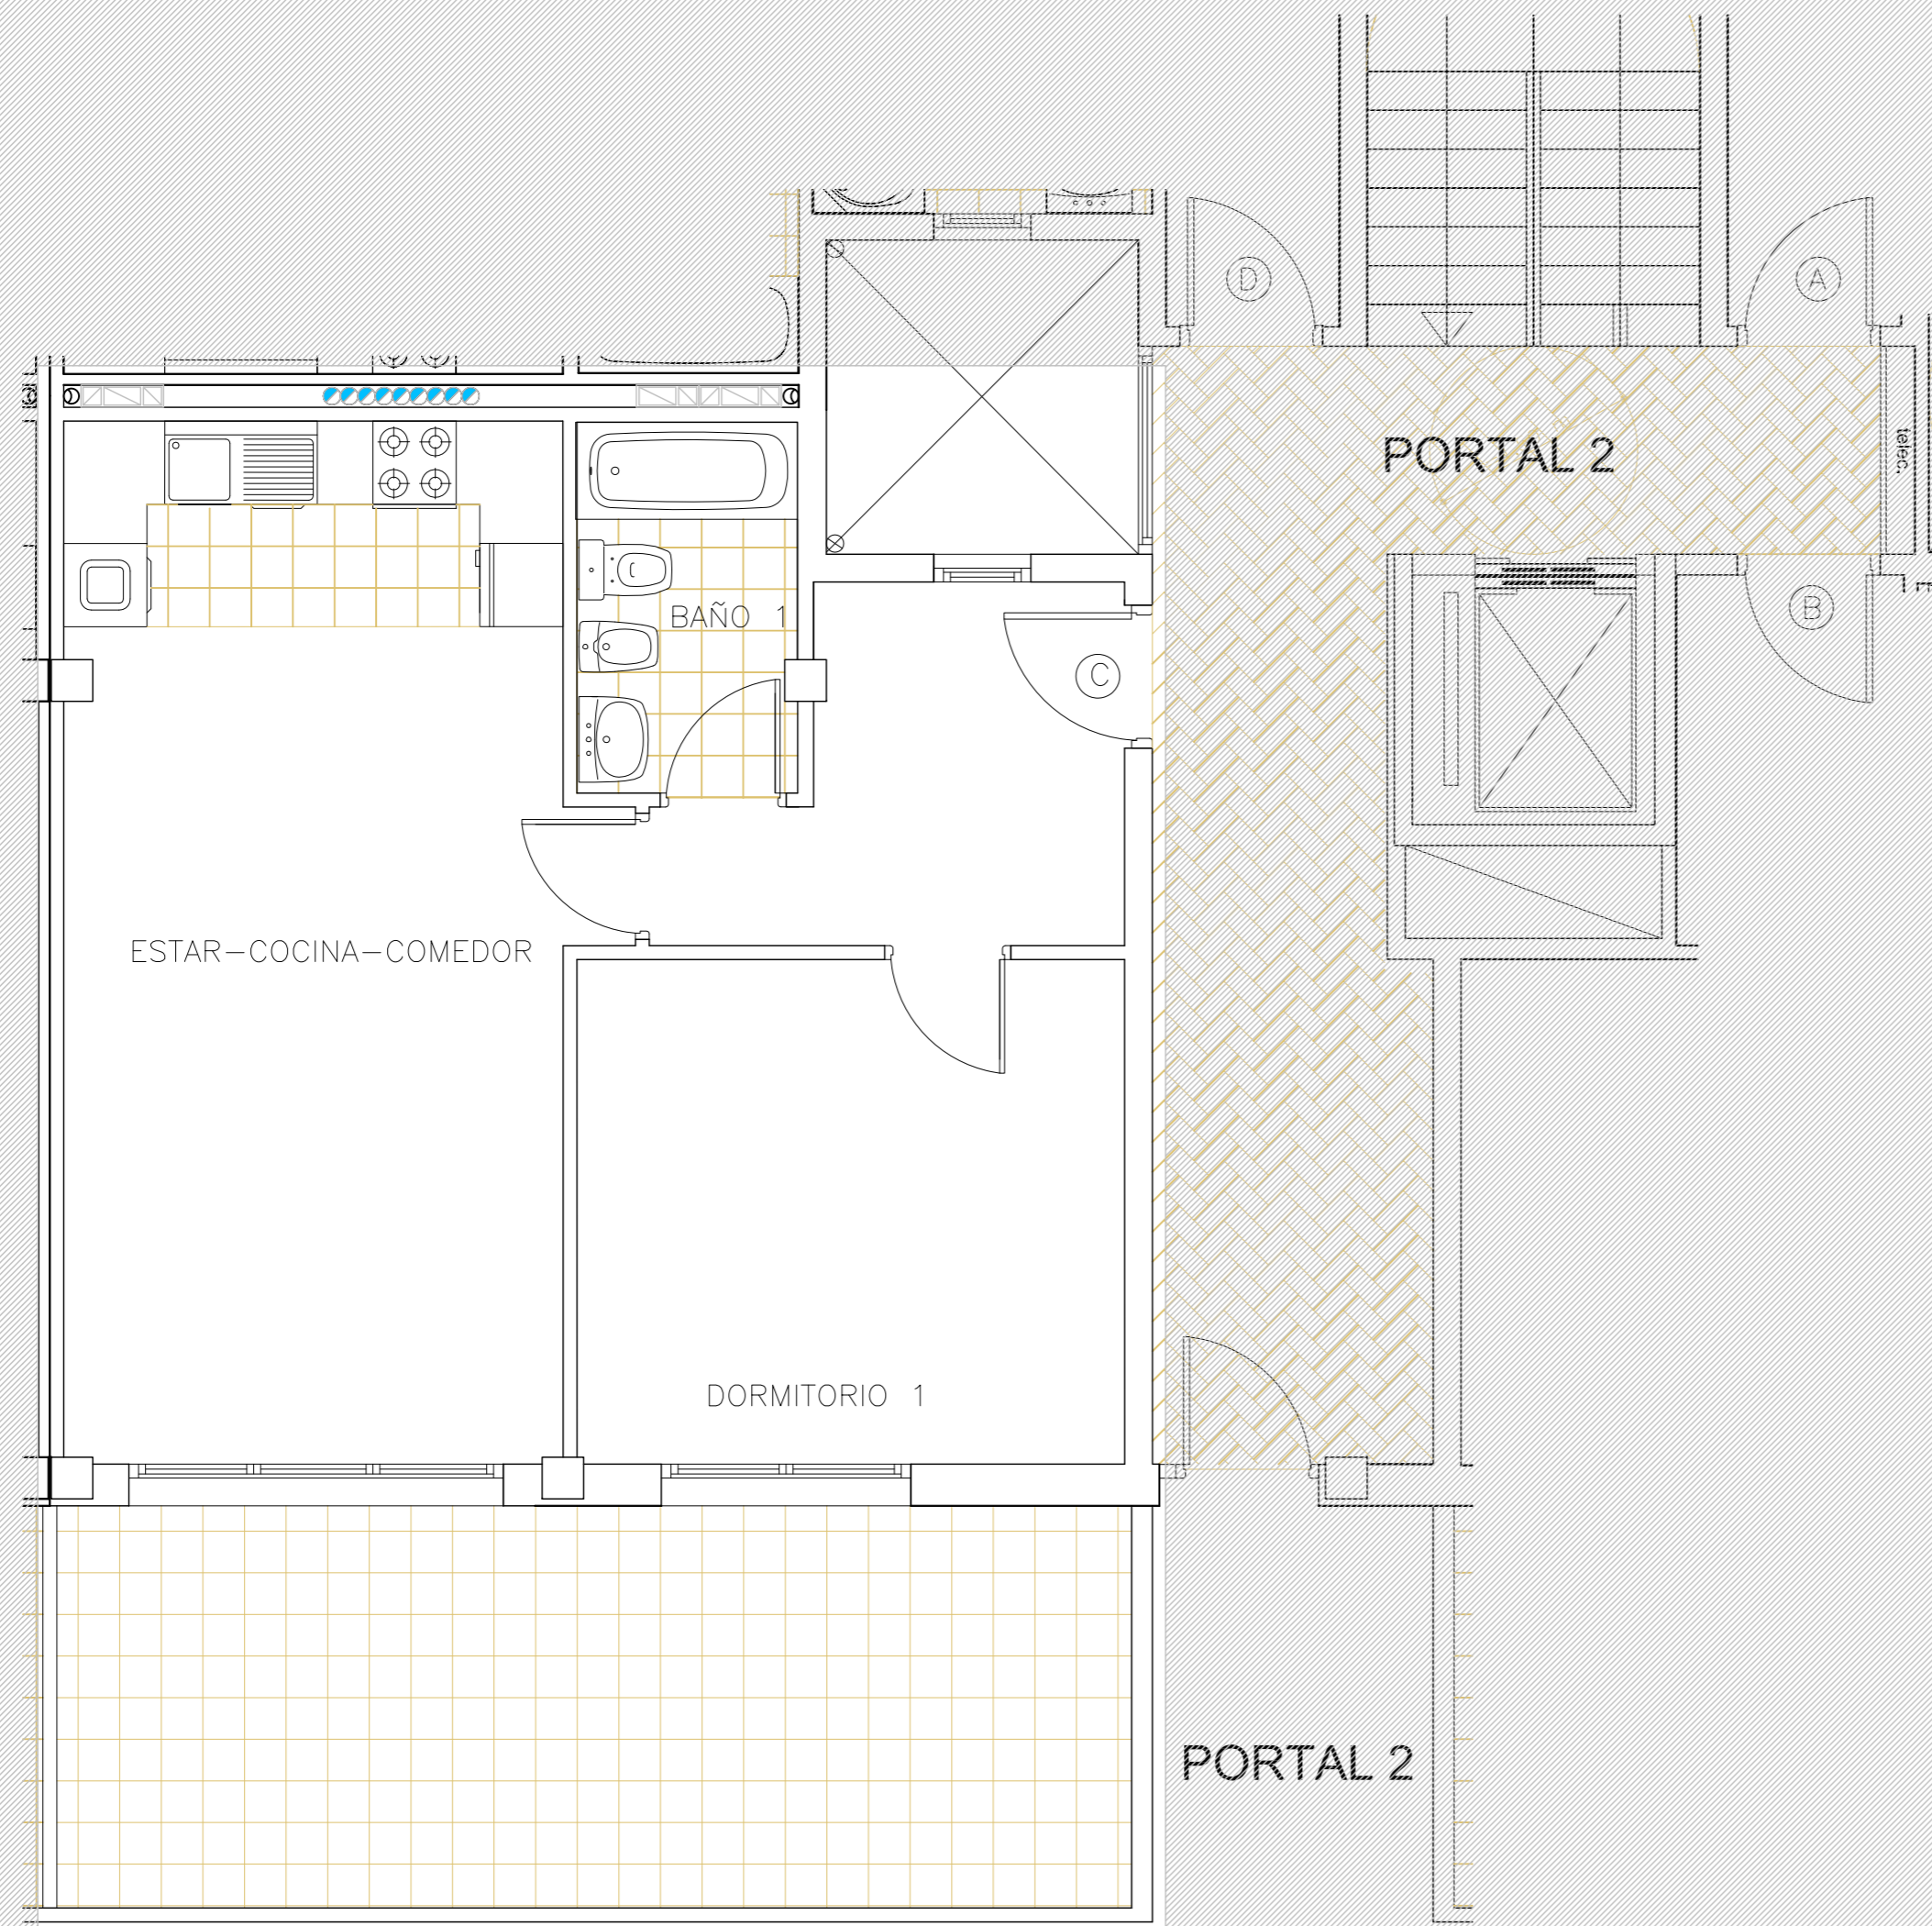 D
A
PORTAL 2
telec.
BAÑO 1
B
C
ESTAR-COCINA-COMEDOR
DORMITORIO 1
PORTAL 2